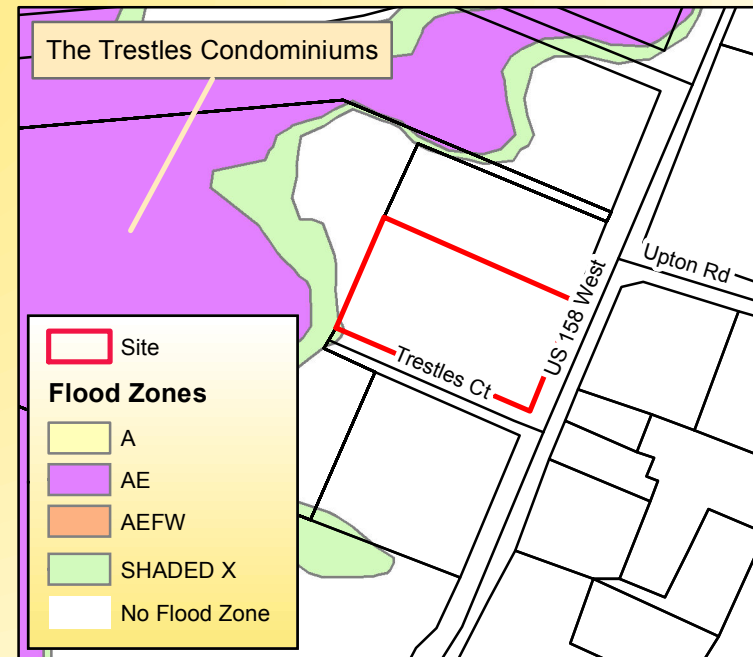 The Trestles Condominiums
Upton Rd
US 158 West
Trestles Ct
Site
Flood Zones
A
AE
AEFW
SHADED X
No Flood Zone